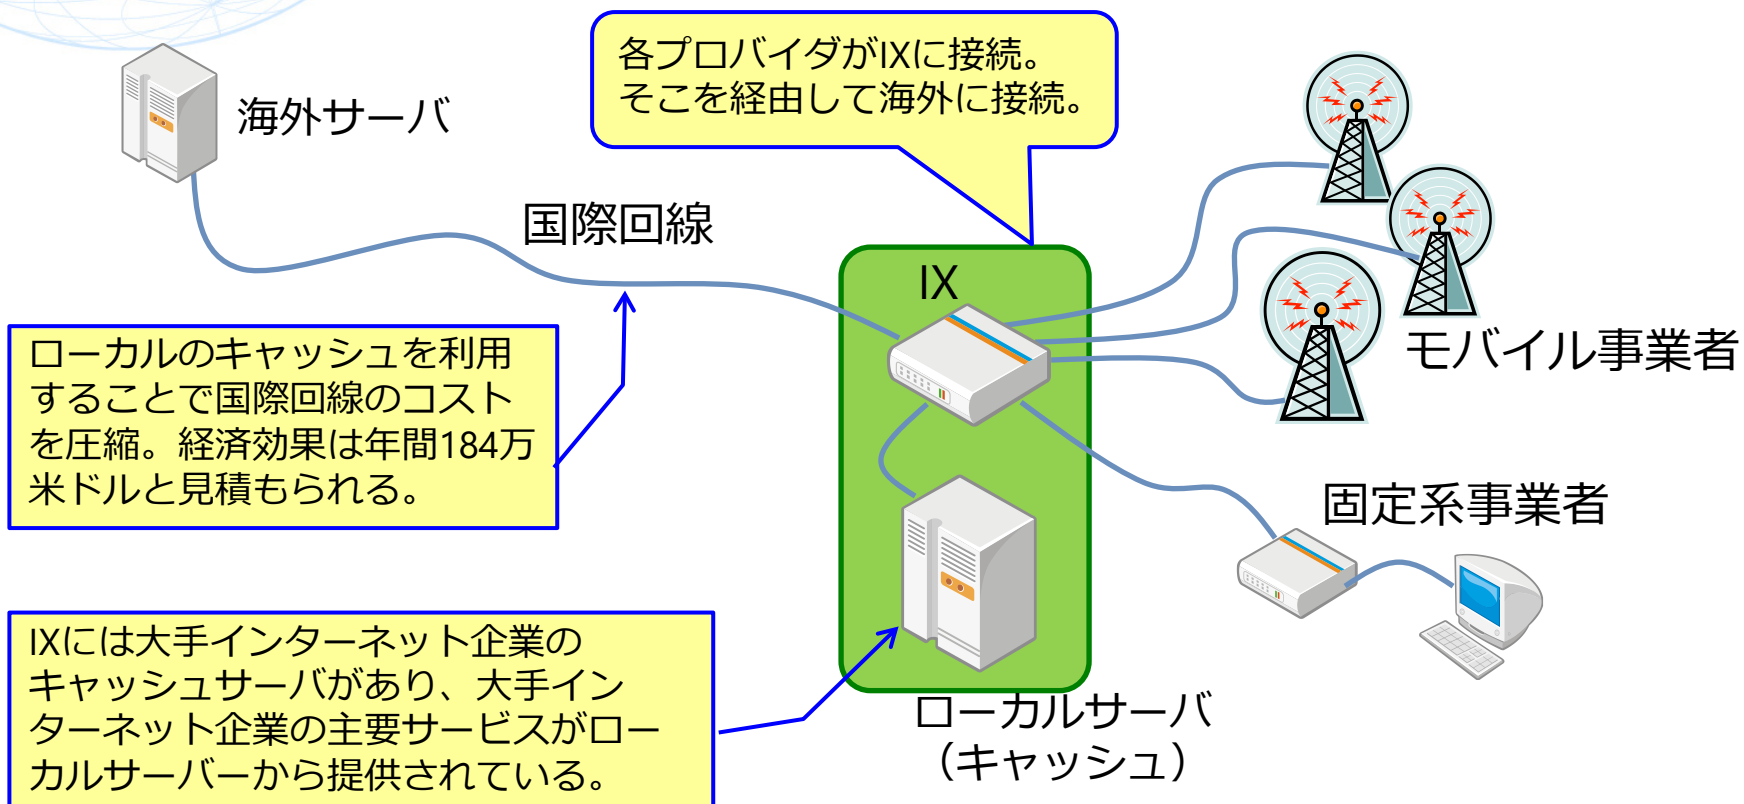 海外サーバ
各プロバイダがIXに接続。
そこを経由して海外に接続。
国際回線
IX
モバイル事業者
ローカルのキャッシュを利用
することで国際回線のコスト
を圧縮。経済効果は年間184万
米ドルと見積もられる。
固定系事業者
IXには大手インターネット企業の
キャッシュサーバがあり、大手イン
ターネット企業の主要サービスがロー
カルサーバーから提供されている。
ローカルサーバ
（キャッシュ）